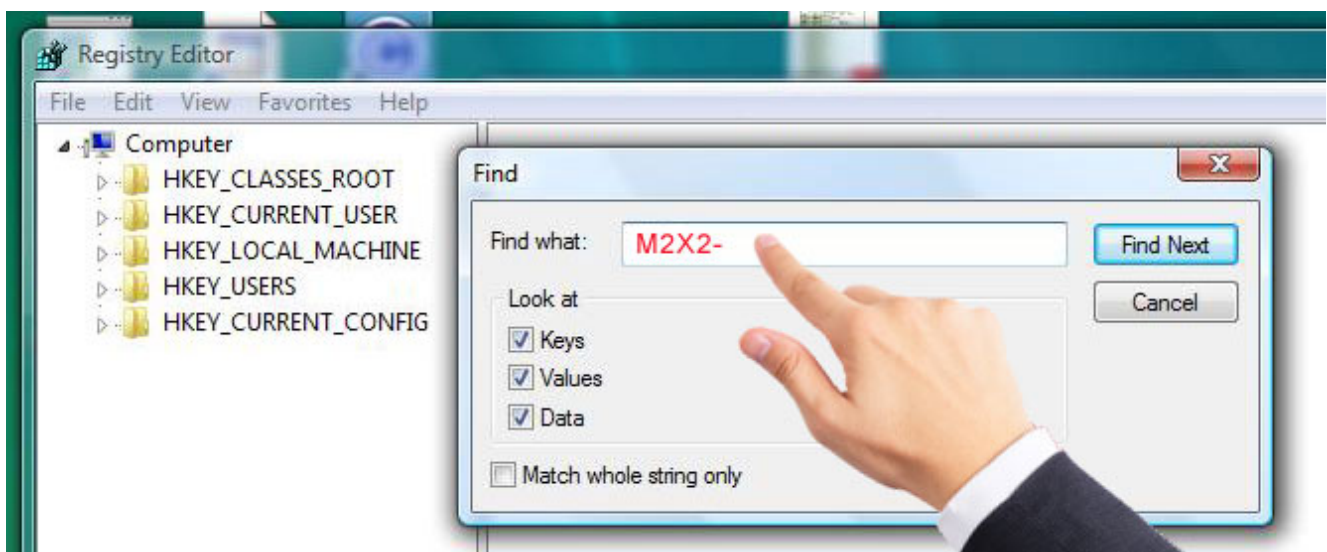 Registry Editor
File Edit View Favorites Help
Computer
HKEY_CLASSES_ROOT
HKEY_CURRENT_USER
HKEY_LOCAL_MACHINE
HKEY_USERS
HKEY_CURRENT_CONFIG
Find
Find what: M2X2- Find Next
Look at Cancel
Keys
Values
Data
Match whole string only